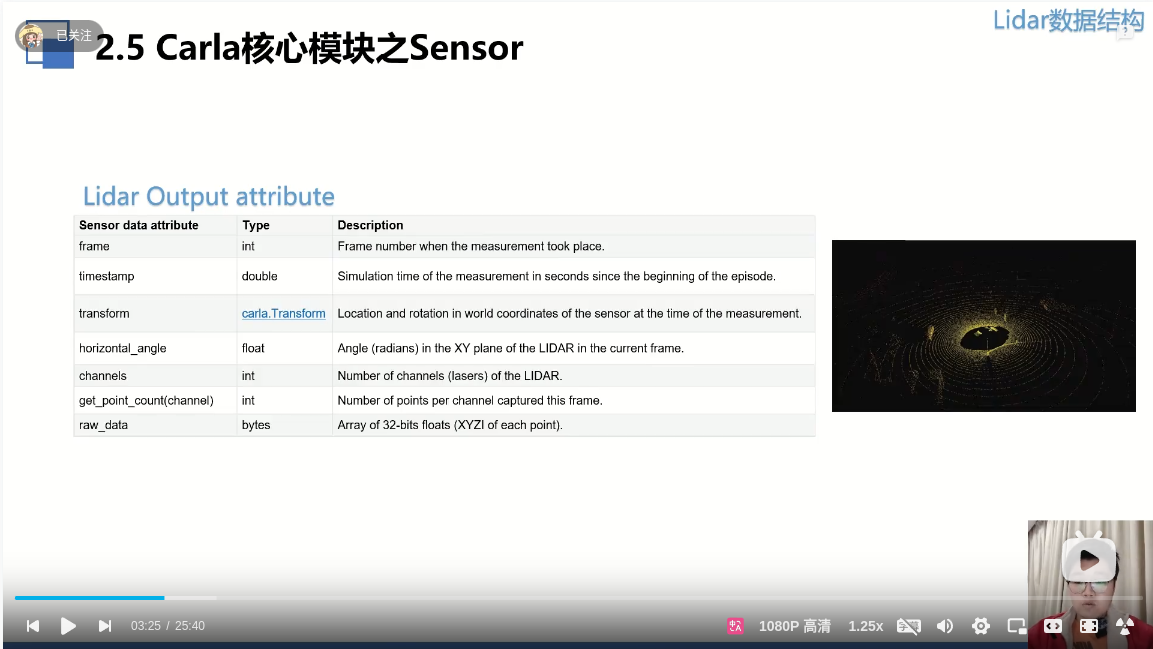 Lidar数据结构
已关注
2.5 Carla核心模块之Sensor
Lidar Output attribute
Sensor data attribute Type Description
frame int Frame number when the measurement took place.
timestamp double Simulation time of the measurement in seconds since the beginning of the episode.
transform carla.Transform Location and rotation in world coordinates of the sensor at the time of the measurement.
horizontal_angle float Angle (radians) in the XY plane of the LIDAR in the current frame.
channels int Number of channels (lasers) of the LIDAR.
get_point_count(channel) int Number of points per channel captured this frame.
raw_data bytes Array of 32-bits floats (XYZI of each point).
03:25 / 25:40 1080P 高清 1.25x